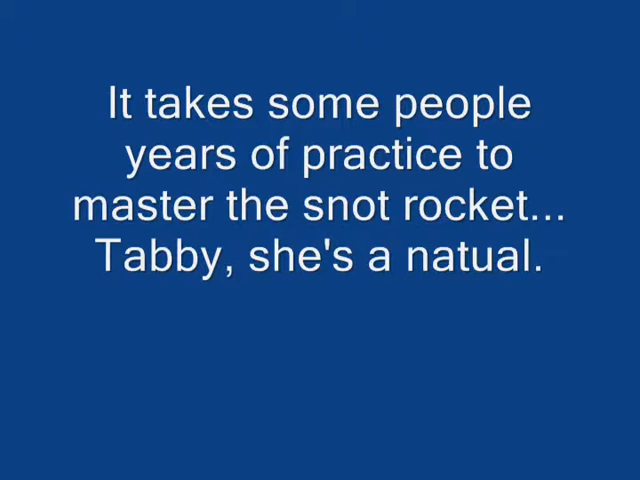 It takes some people
years of practice to
master the snot rocket...
Tabby, she's a natual.